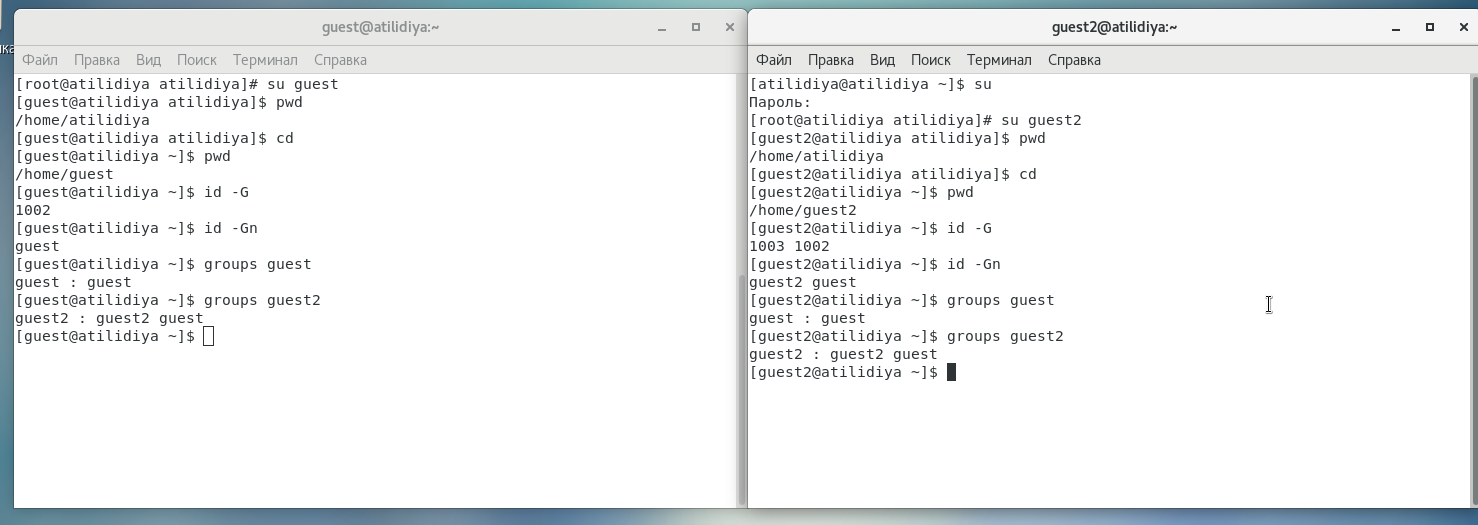 ка
guest@atilidiya:~
Файл Правка Вид Поиск Терминал Справка
[root@atilidiya atilidiya]# su guest
[guest@atilidiya atilidiya]$ pwd
/home/atilidiya
[guest@atilidiya atilidiya]$ cd
[guest@atilidiya ~]$ pwd
/home/guest
[guest@atilidiya ~]$ id -G
1002
[guest@atilidiya ~]$ id -Gn
guest
[guest@atilidiya ~]$ groups guest
guest : guest
[guest@atilidiya ~]$ groups guest2
guest2 : guest2 guest
[guest@atilidiya ~]$
guest2@atilidiya:~
Файл Правка Вид Поиск Терминал Справка
[atilidiya@atilidiya ~]$ su
Пароль:
[root@atilidiya atilidiya]# su guest2
[guest2@atilidiya atilidiya]$ pwd
/home/atilidiya
[guest2@atilidiya atilidiya]$ cd
[guest2@atilidiya ~]$ pwd
/home/guest2
[guest2@atilidiya ~]$ id -G
1003 1002
[guest2@atilidiya ~]$ id -Gn
guest2 guest
[guest2@atilidiya ~]$ groups guest
guest : guest
[guest2@atilidiya ~]$ groups guest2
guest2 : guest2 guest
[guest2@atilidiya ~]$